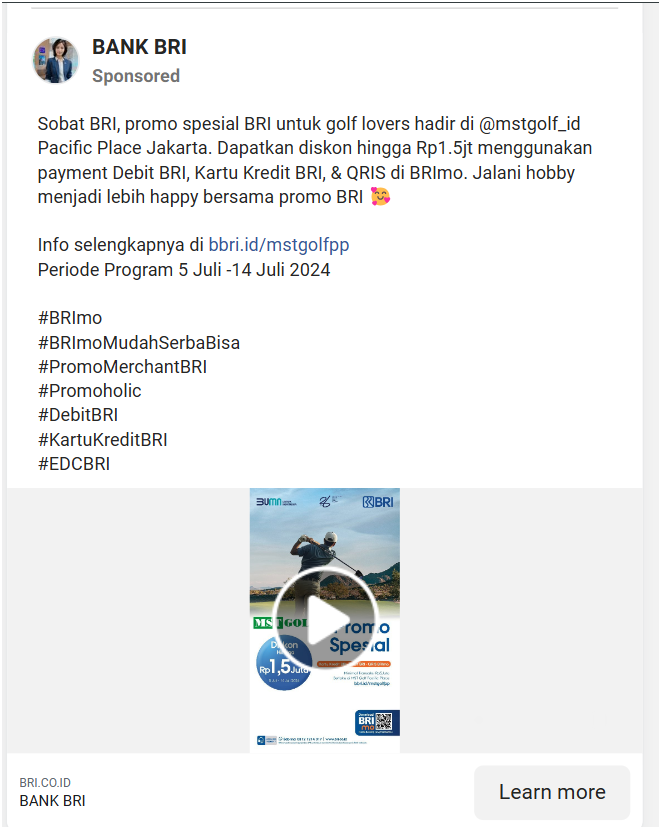 BANK BRI
Sponsored
Sobat BRI, promo spesial BRI untuk golf lovers hadir di @mstgolf_id
Pacific Place Jakarta. Dapatkan diskon hingga Rp1.5jt menggunakan
payment Debit BRI, Kartu Kredit BRI, & QRIS di BRImo. Jalani hobby
menjadi lebih happy bersama promo BRI 🥰
Info selengkapnya di bbri.id/mstgolfpp
Periode Program 5 Juli -14 Juli 2024
#BRImo
#BRImoMudahSerbaBisa
#PromoMerchantBRI
#Promoholic
#DebitBRI
#KartuKreditBRI
#EDCBRI
BUMN
BRI
MST GOL
Promo
Spesial
Diskon
Rp1,5Juta
bbri.id/mstgolfpp
BRI
mo
BRI.CO.ID
BANK BRI
Learn more